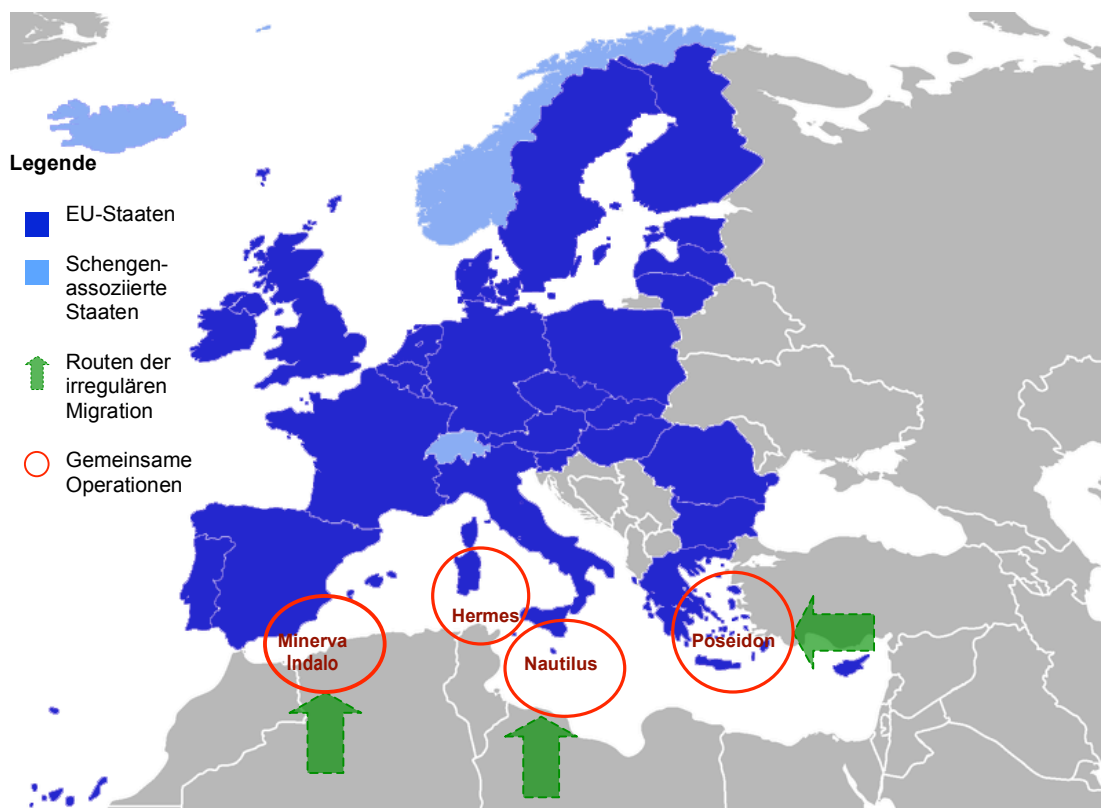 Legende
EU-Staaten
Schengen-
assoziierte
Staaten
Routen der
irregulären
Migration
Gemeinsame
Operationen
Hermes
Minerva
Indalo
Nautilus
Poseidon